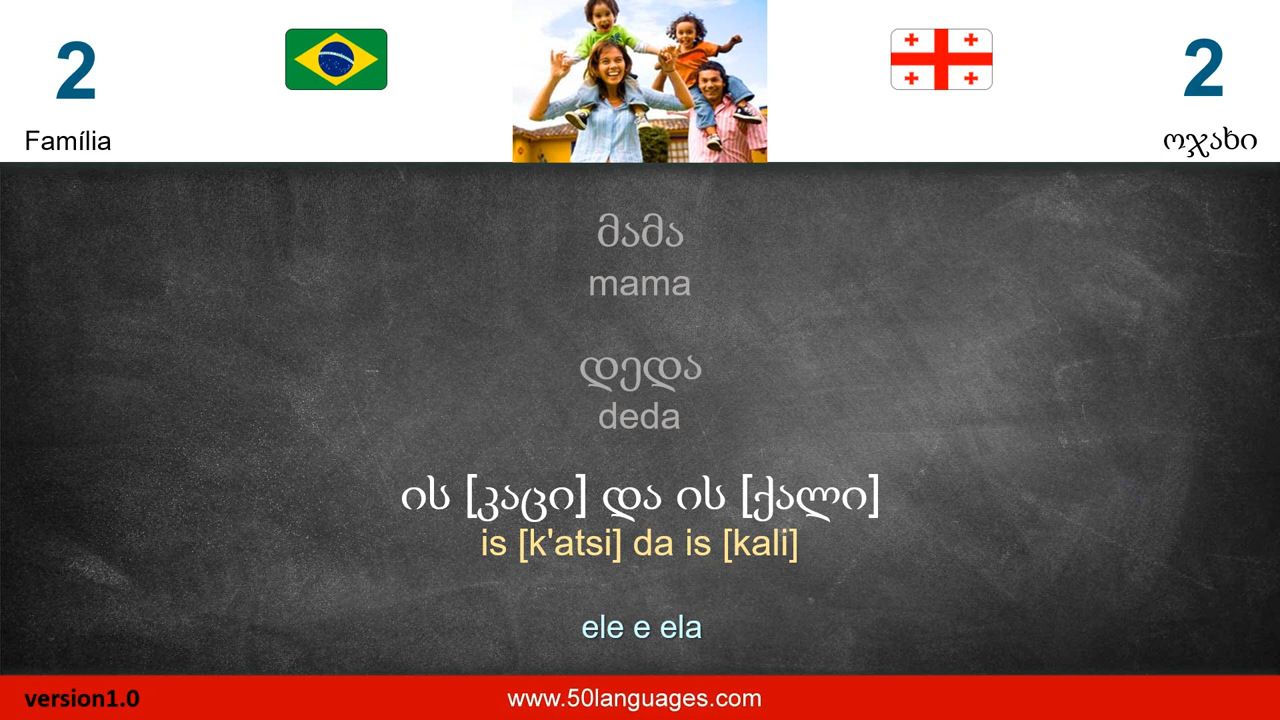 2
2
Família
ოჯახი
მამა
mama
დედა
deda
ის [კაცი] და ის [ქალი]
is [k'atsi] da is [kali]
ele e ela
version1.0
www.50languages.com